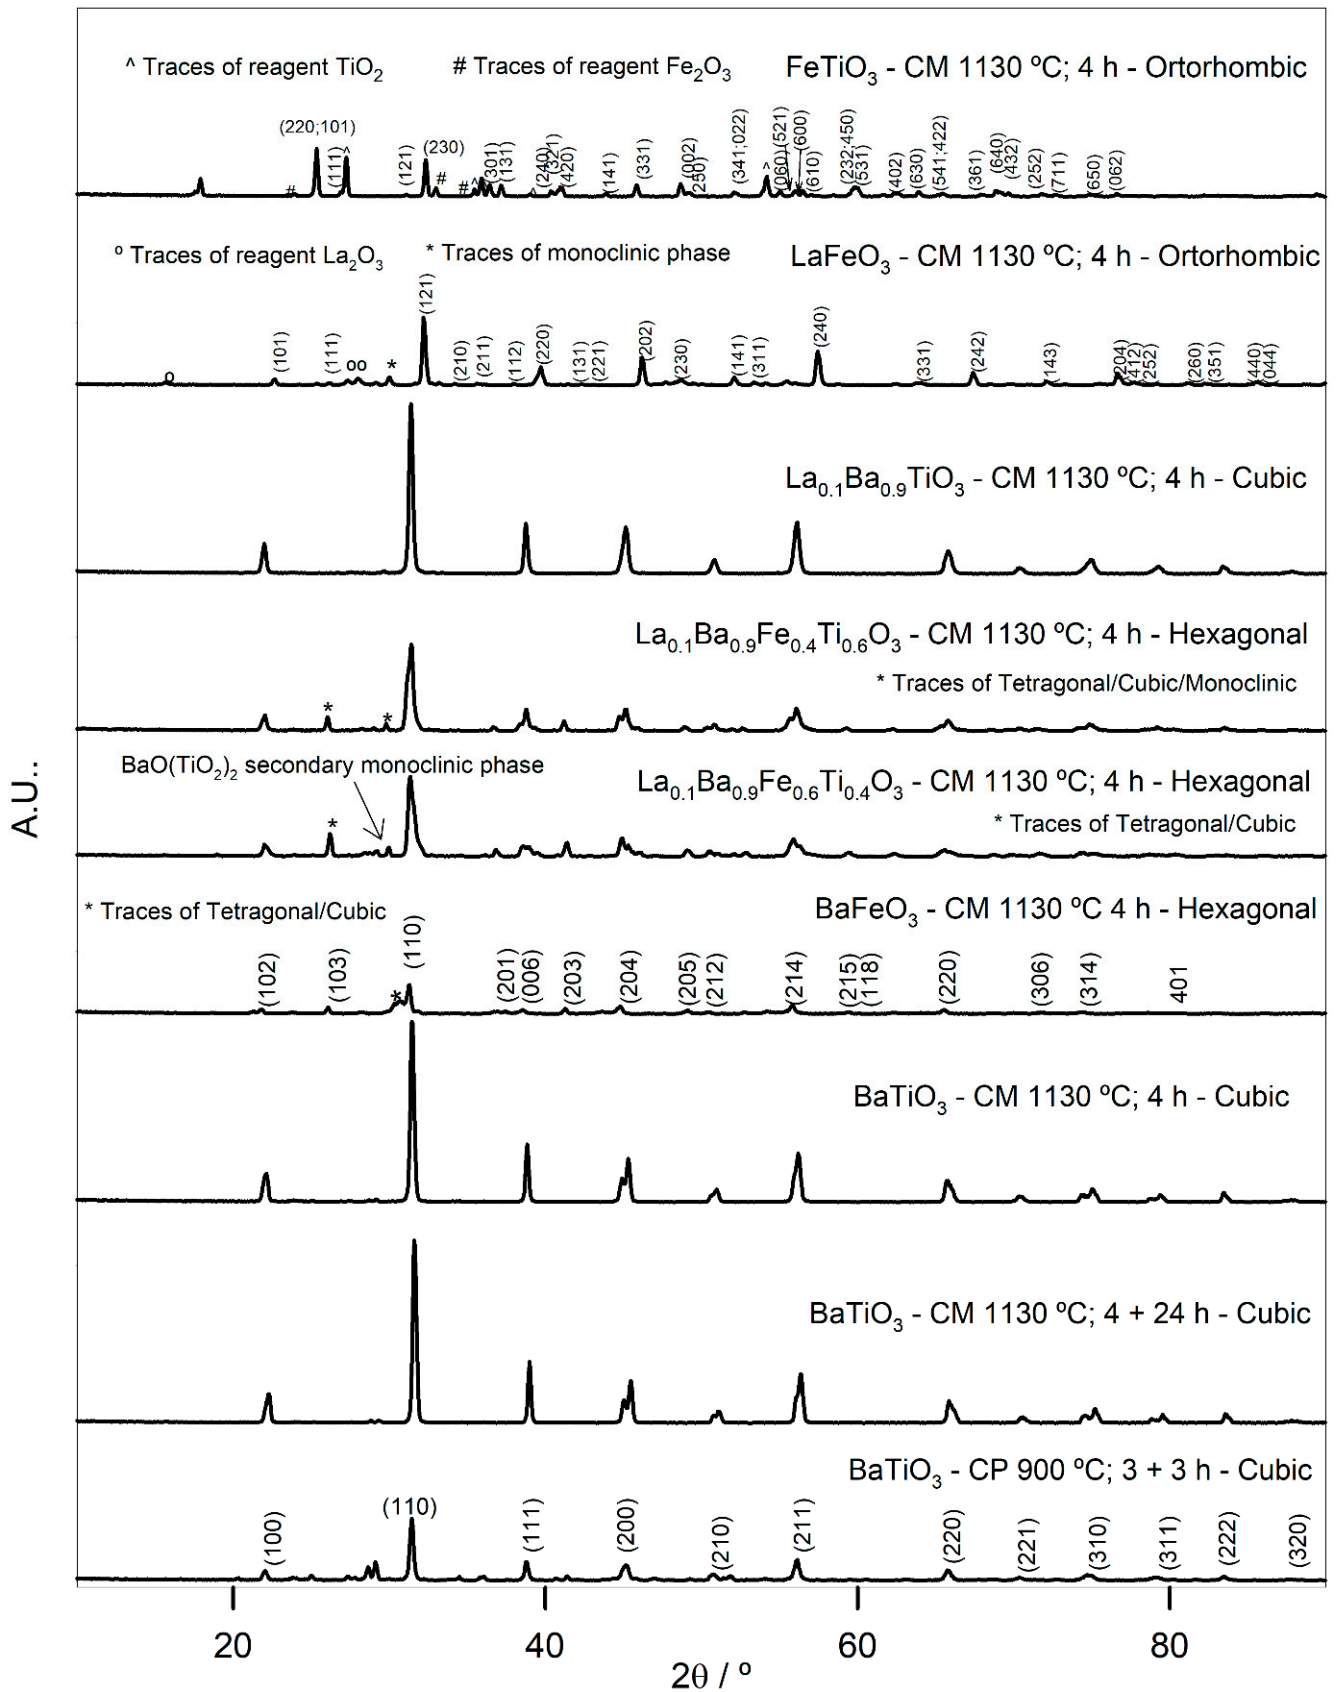 ^ Traces of reagent TiO₂ # Traces of reagent Fe₂O₃ FeTiO₃ - CM 1130 ºC; 4 h - Ortorhombic
(220;101) (111) ^ # (121) (230) # # ^ (301) (131) ^ (240) (321) (420) (141) (331) (002) (250) (341;022) ^ (060) (521) (600) (610) (232;450) (531) (402) (630) (541;422) (361) (640) (432) (252) (711) (650) (062)
º Traces of reagent La₂O₃ * Traces of monoclinic phase LaFeO₃ - CM 1130 ºC; 4 h - Ortorhombic
o (101) (111) oo * (121) (210) (211) (112) (220) (131) (221) (202) (230) (141) (311) (240) (331) (242) (143) (204) (412) (252) (260) (351) (440) (044)
La₀.₁Ba₀.₉TiO₃ - CM 1130 ºC; 4 h - Cubic
La₀.₁Ba₀.₉Fe₀.₄Ti₀.₆O₃ - CM 1130 ºC; 4 h - Hexagonal
* Traces of Tetragonal/Cubic/Monoclinic
* *
BaO(TiO₂)₂ secondary monoclinic phase
La₀.₁Ba₀.₉Fe₀.₆Ti₀.₄O₃ - CM 1130 ºC; 4 h - Hexagonal
* Traces of Tetragonal/Cubic
*
* Traces of Tetragonal/Cubic BaFeO₃ - CM 1130 ºC 4 h - Hexagonal
(102) (103) * (110) (201) (006) (203) (204) (205) (212) (214) (215) (118) (220) (306) (314) 401
BaTiO₃ - CM 1130 ºC; 4 h - Cubic
BaTiO₃ - CM 1130 ºC; 4 + 24 h - Cubic
BaTiO₃ - CP 900 ºC; 3 + 3 h - Cubic
(100) (110) (111) (200) (210) (211) (220) (221) (310) (311) (222) (320)
20 40 60 80
2θ / º
A.U..